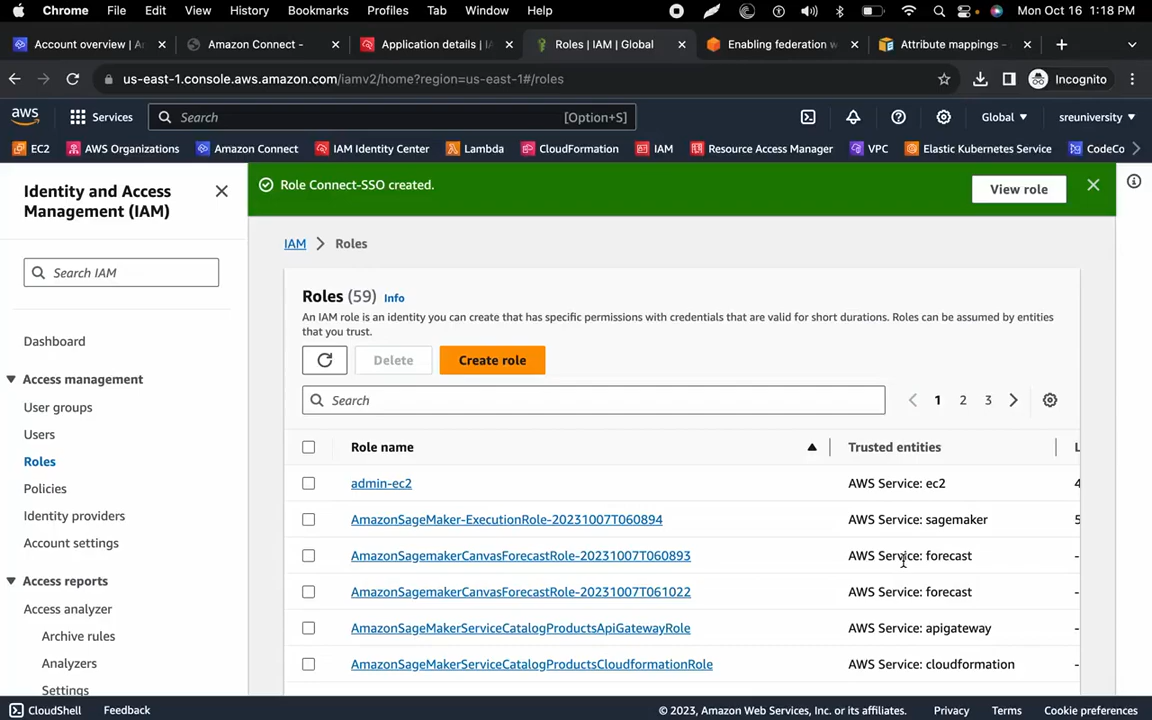 Chrome File Edit View History Bookmarks Profiles Tab Window Help Mon Oct 16 1:18 PM
Account overview | A Amazon Connect - Application details | IA Roles | IAM | Global Enabling federation w Attribute mappings -
us-east-1.console.aws.amazon.com/iamv2/home?region=us-east-1#/roles Incognito
aws Services Search [Option+S] Global sreuniversity
EC2 AWS Organizations Amazon Connect IAM Identity Center Lambda CloudFormation IAM Resource Access Manager VPC Elastic Kubernetes Service CodeCo
Identity and Access
Management (IAM)
Search IAM
Dashboard
Access management
User groups
Users
Roles
Policies
Identity providers
Account settings
Access reports
Access analyzer
Archive rules
Analyzers
Settings
Role Connect-SSO created. View role
IAM Roles
Roles (59) Info
An IAM role is an identity you can create that has specific permissions with credentials that are valid for short durations. Roles can be assumed by entities
that you trust.
Delete Create role
Search 1 2 3
Role name Trusted entities L
admin-ec2 AWS Service: ec2 4
AmazonSageMaker-ExecutionRole-20231007T060894 AWS Service: sagemaker 5
AmazonSagemakerCanvasForecastRole-20231007T060893 AWS Service: forecast -
AmazonSagemakerCanvasForecastRole-20231007T061022 AWS Service: forecast -
AmazonSageMakerServiceCatalogProductsApiGatewayRole AWS Service: apigateway -
AmazonSageMakerServiceCatalogProductsCloudformationRole AWS Service: cloudformation -
CloudShell Feedback © 2023, Amazon Web Services, Inc. or its affiliates. Privacy Terms Cookie preferences